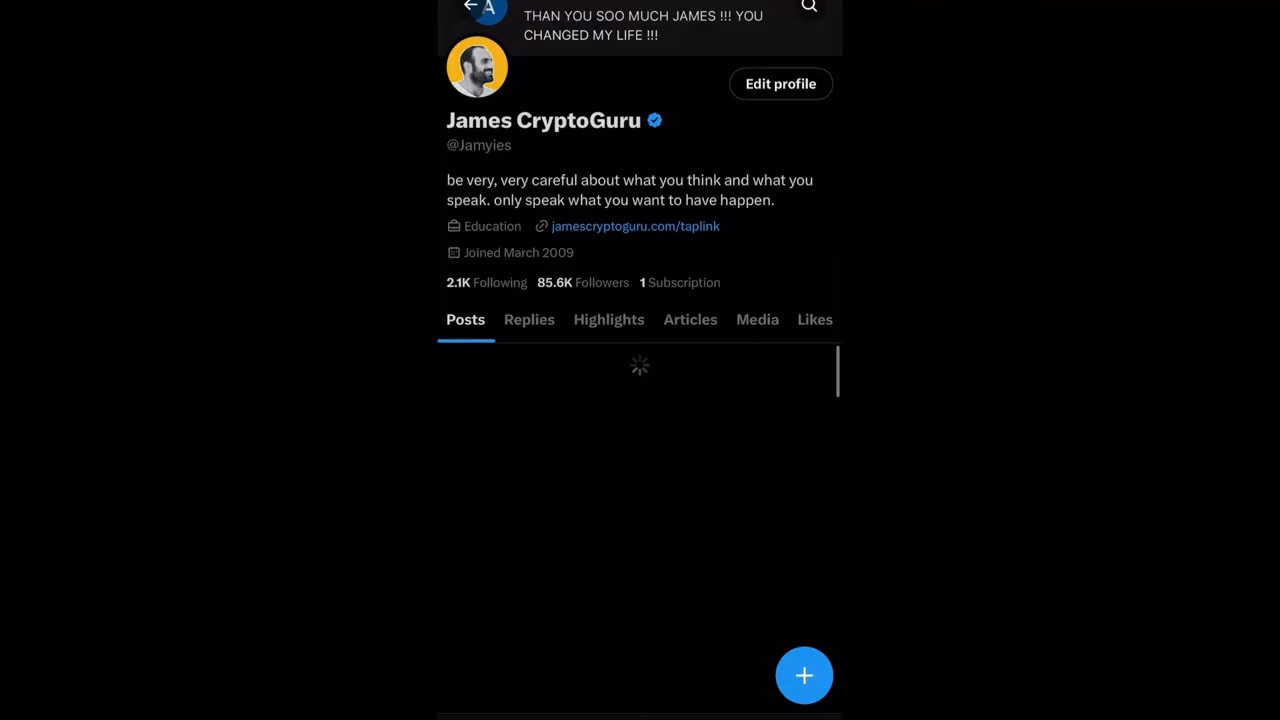 A
THAN YOU SOO MUCH JAMES !!! YOU
CHANGED MY LIFE !!!
Edit profile
James CryptoGuru
@Jamyies
be very, very careful about what you think and what you
speak. only speak what you want to have happen.
Education jamescryptoguru.com/taplink
Joined March 2009
2.1K Following 85.6K Followers 1 Subscription
Posts Replies Highlights Articles Media Likes